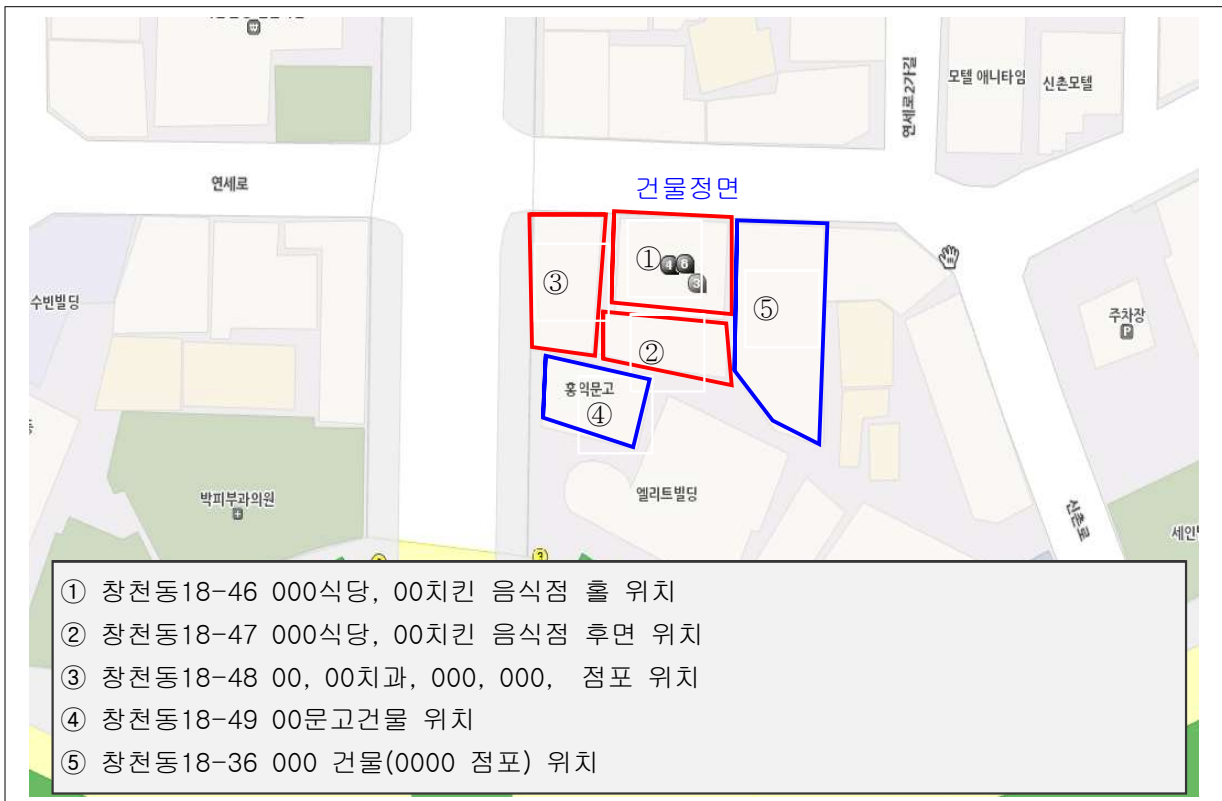 연세로2가길
모텔 애니타임
신촌모텔
연세로
건물정면
① 4 6
3
③
⑤
수빈빌딩
주차장
P
②
홍익문고
④
엘리트빌딩
박피부과의원
신촌로
세인
3
① 창천동18-46 000식당, 00치킨 음식점 홀 위치
② 창천동18-47 000식당, 00치킨 음식점 후면 위치
③ 창천동18-48 00, 00치과, 000, 000, 점포 위치
④ 창천동18-49 00문고건물 위치
⑤ 창천동18-36 000 건물(0000 점포) 위치